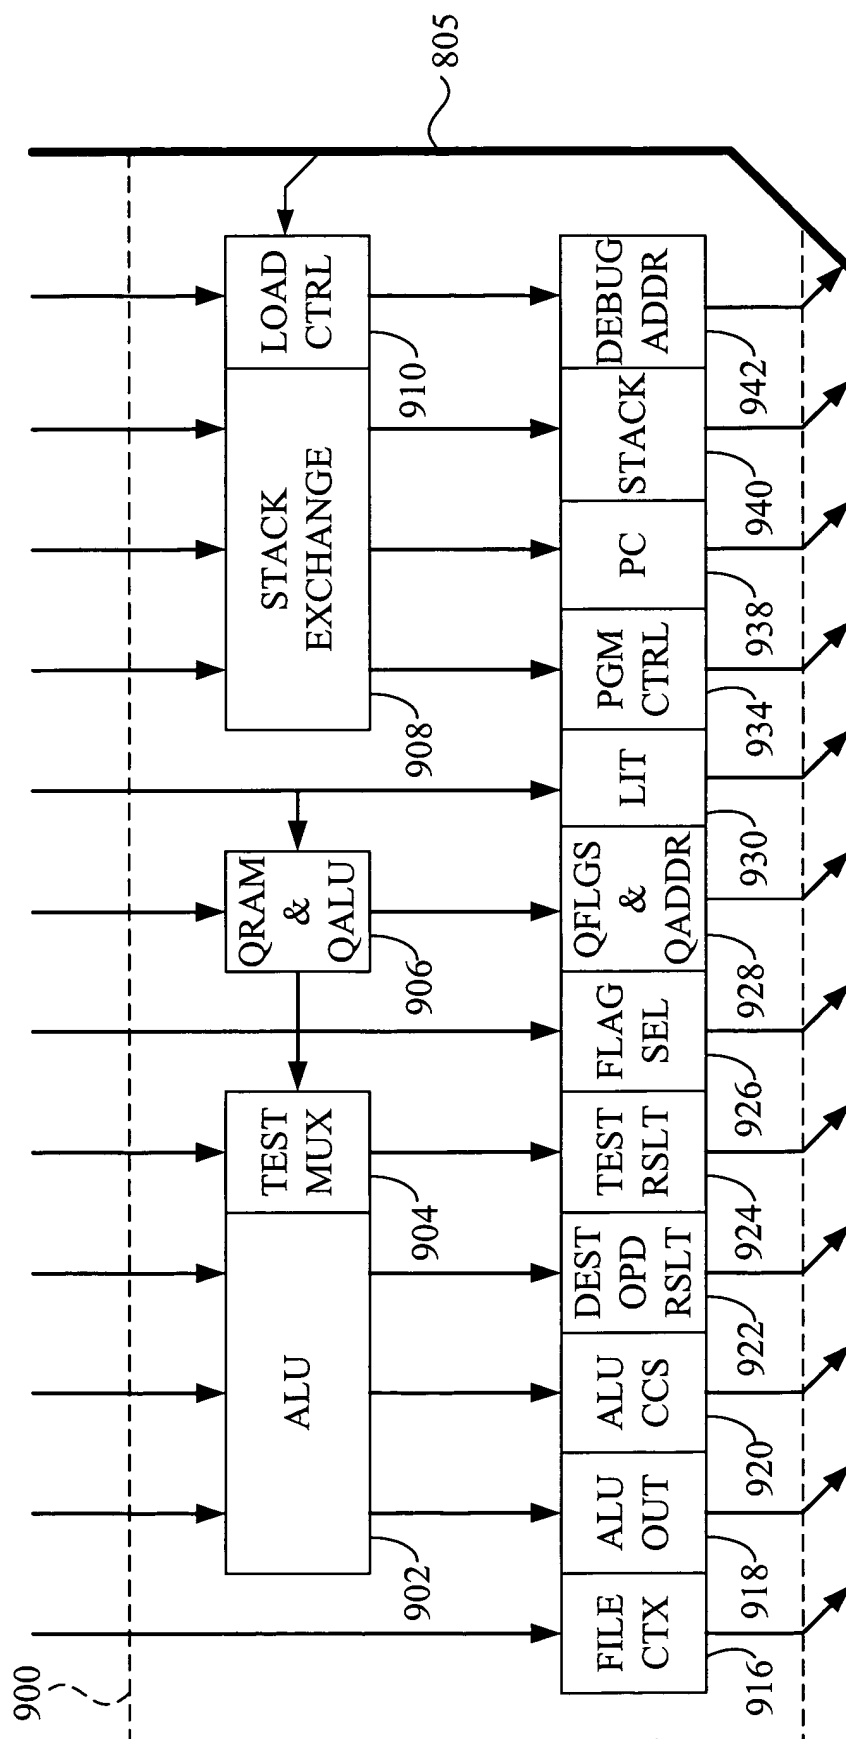 900
805
ALU
TEST
MUX
QRAM
&
QALU
STACK
EXCHANGE
LOAD
CTRL
902
904
906
908
910
FILE
CTX
ALU
OUT
ALU
CCS
DEST
OPD
RSLT
TEST
RSLT
FLAG
SEL
QFLGS
&
QADDR
LIT
PGM
CTRL
PC
STACK
DEBUG
ADDR
916
918
920
922
924
926
928
930
934
938
940
942